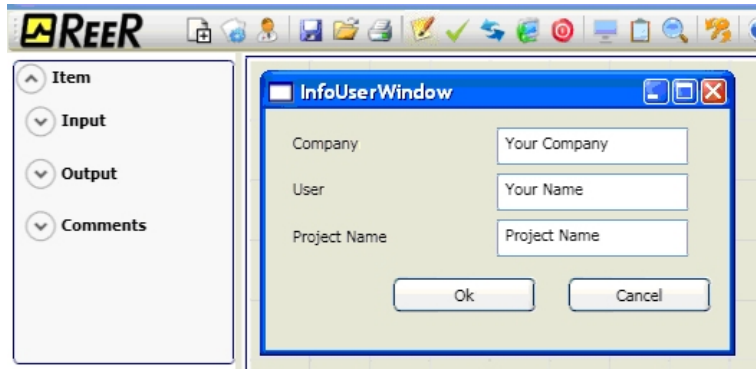 REER
Item
Input
Output
Comments
InfoUserWindow
Company
Your Company
User
Your Name
Project Name
Project Name
Ok
Cancel